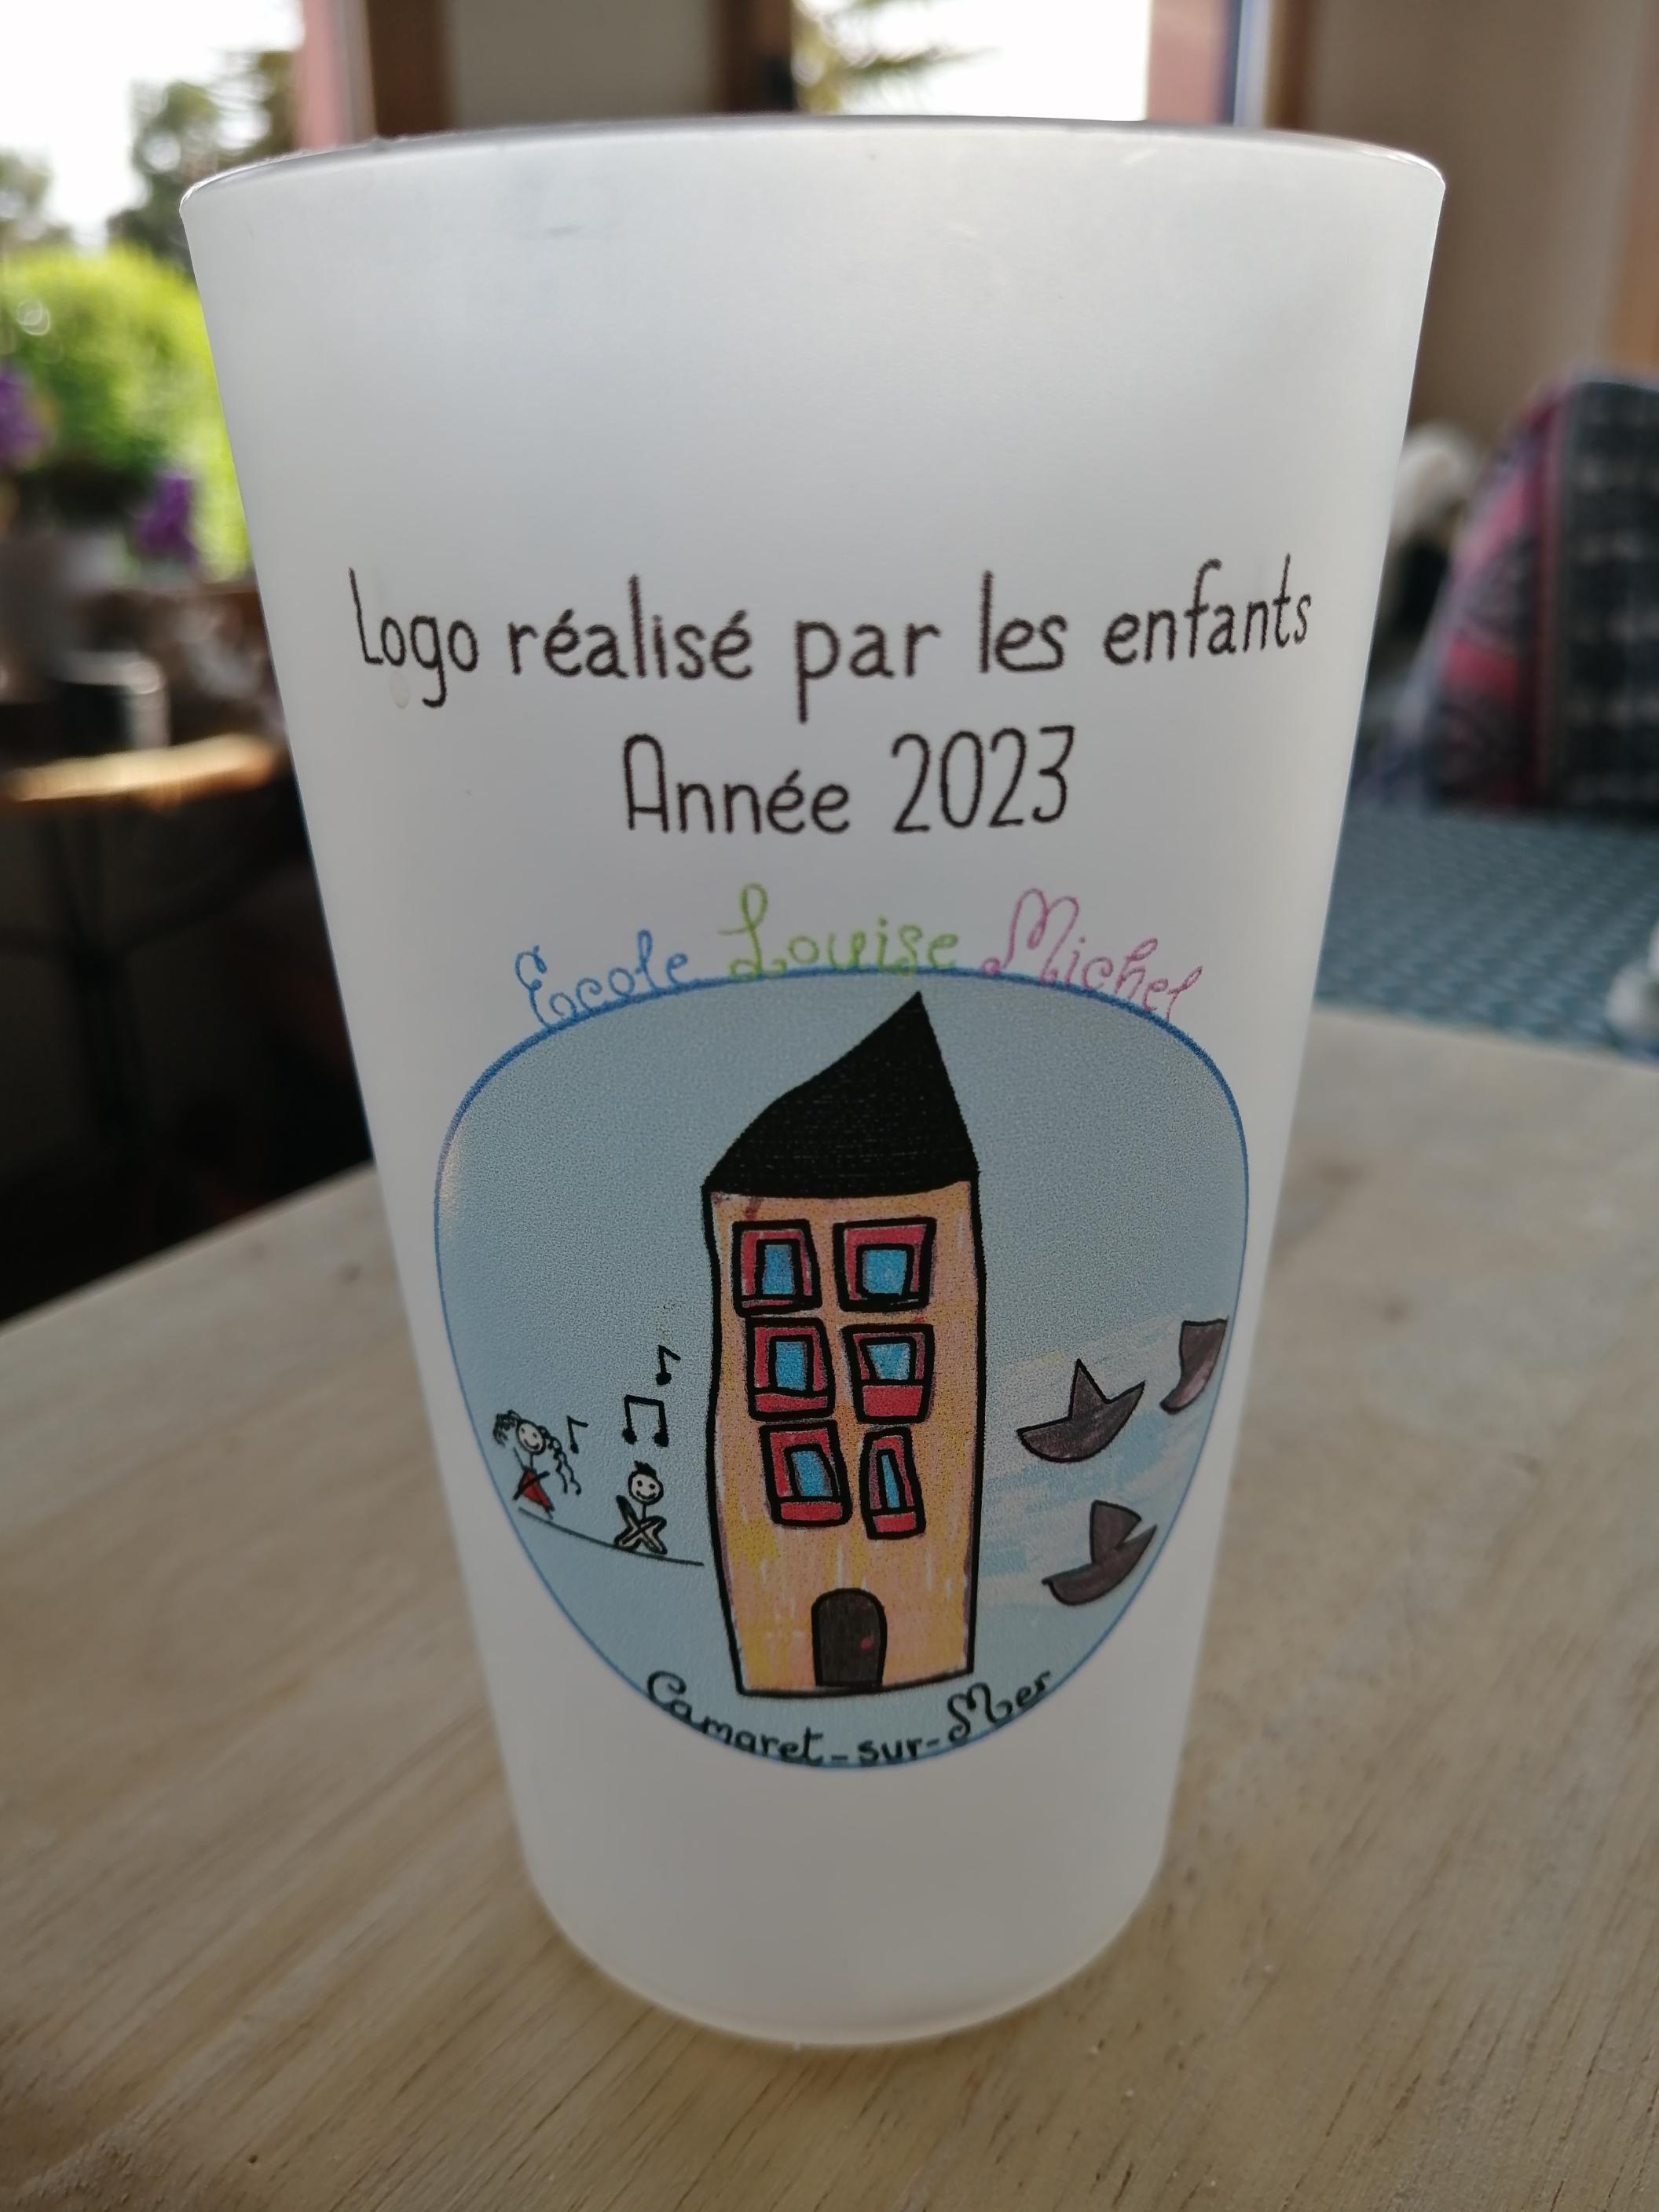 Logo réalisé par les enfants
Année 2023
Ecole Louise Michel
Camaret-sur-Mer